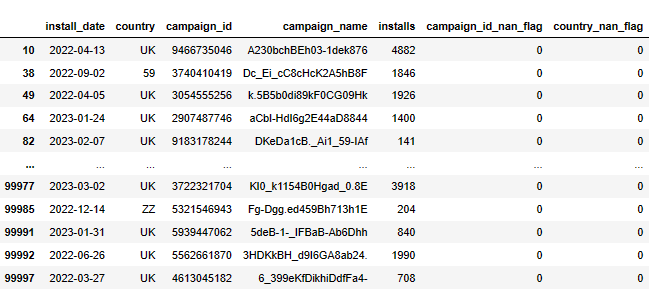 install_date country campaign_id campaign_name installs campaign_id_nan_flag country_nan_flag
10 2022-04-13 UK 9466735046 A230bchBEh03-1dek876 4882 0 0
38 2022-09-02 59 3740410419 Dc_Ei_cC8cHcK2A5hB8F 1846 0 0
49 2022-04-05 UK 3054555256 k.5B5b0di89kF0CG09Hk 1926 0 0
64 2023-01-24 UK 2907487746 aCbI-HdI6g2E44aD8844 1400 0 0
82 2023-02-07 UK 9183178244 DKeDa1cB._Ai1_59-IAf 141 0 0
... ... ... ... ... ... ... ...
99977 2023-03-02 UK 3722321704 KI0_k1154B0Hgad_0.8E 3918 0 0
99985 2022-12-14 ZZ 5321546943 Fg-Dgg.ed459Bh713h1E 204 0 0
99991 2023-01-31 UK 5939447062 5deB-1-_IFBaB-Ab6Dhh 840 0 0
99992 2022-06-26 UK 5562661870 3HDKkBH_d9I6GA8ab24. 1990 0 0
99997 2022-03-27 UK 4613045182 6_399eKfDikhiDdfFa4- 708 0 0